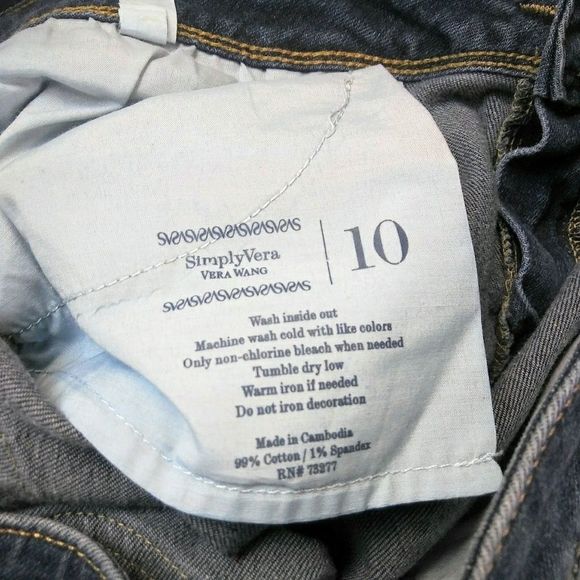 SimplyVera
VERA WANG
10
Wash inside out
Machine wash cold with like colors
Only non-chlorine bleach when needed
Tumble dry low
Warm iron if needed
Do not iron decoration
Made in Cambodia
99% Cotton / 1% Spandex
RN# 73277